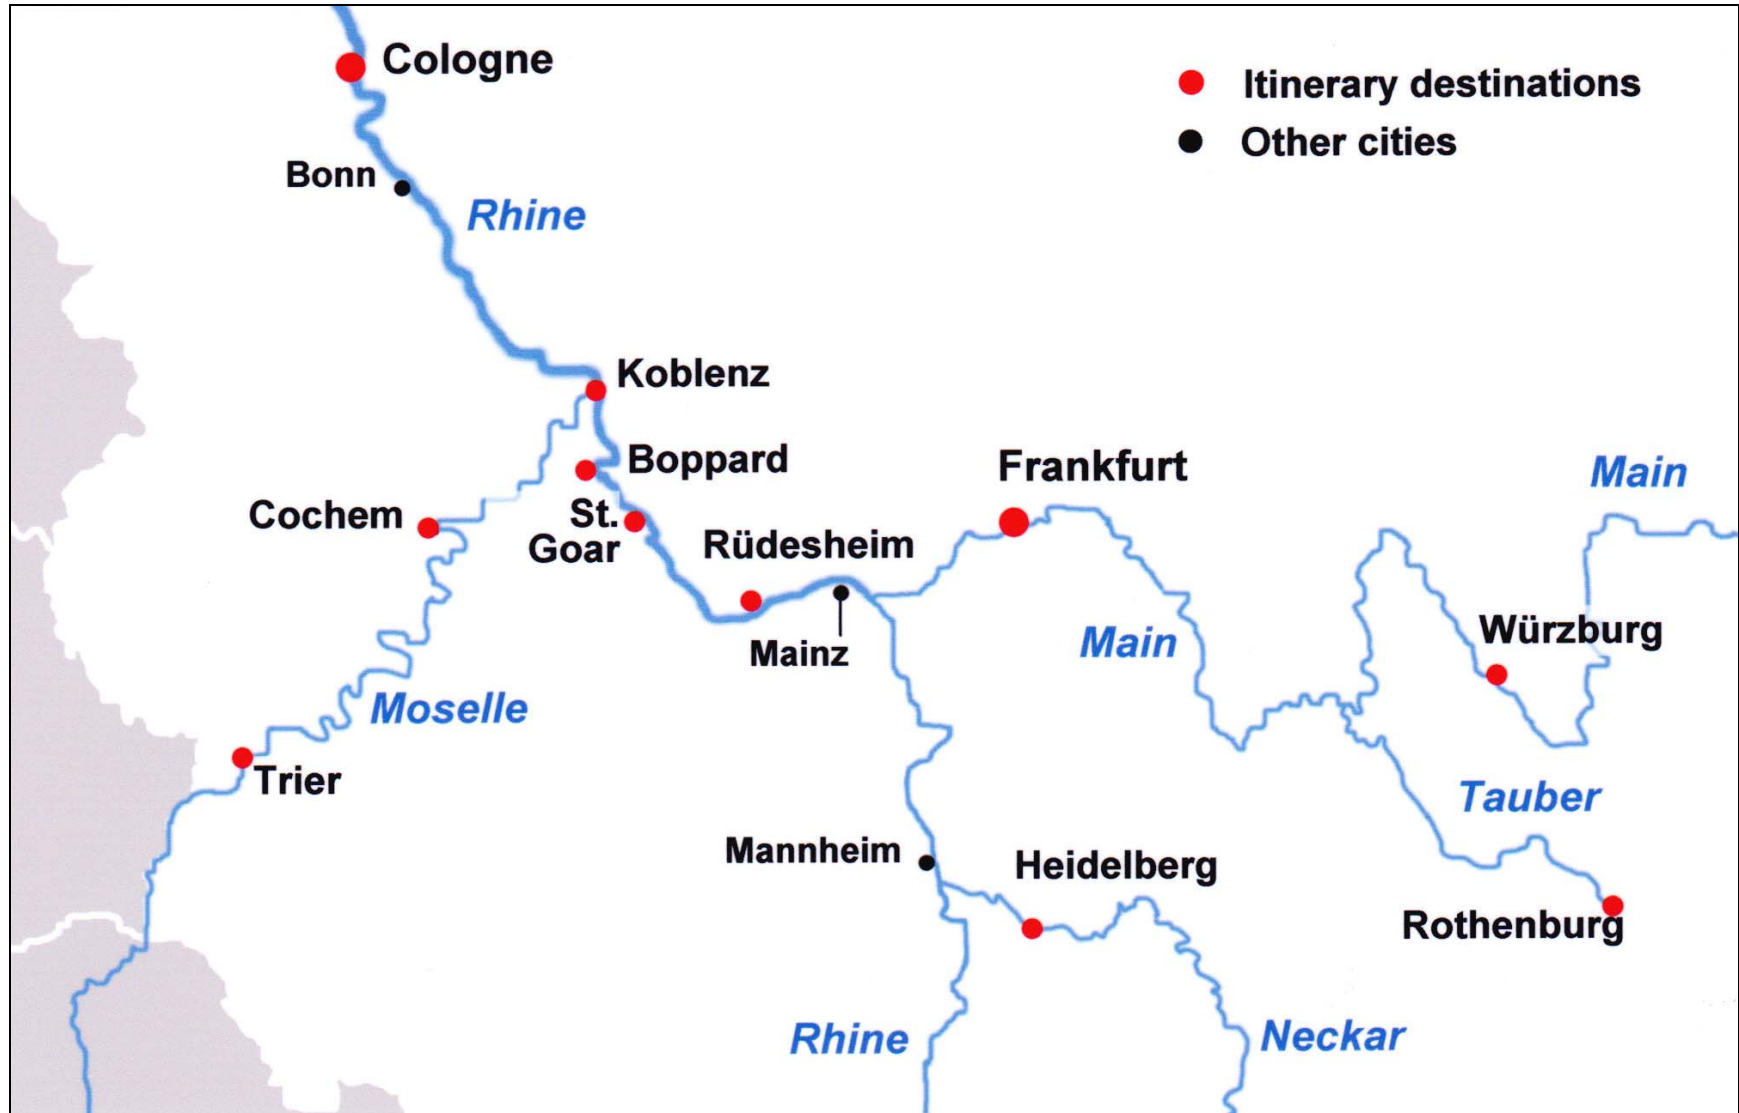 Cologne
Itinerary destinations
Other cities
Bonn
Rhine
Koblenz
Boppard
Frankfurt
Main
Cochem
St.
Goar
Rüdesheim
Würzburg
Main
Mainz
Moselle
Trier
Tauber
Mannheim
Heidelberg
Rothenburg
Rhine
Neckar